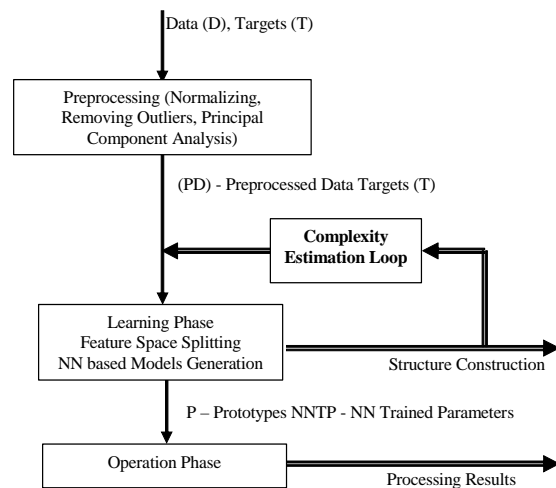 Data (D), Targets (T)
Preprocessing (Normalizing,
Removing Outliers, Principal
Component Analysis)
(PD) - Preprocessed Data Targets (T)
Complexity
Estimation Loop
Learning Phase
Feature Space Splitting
NN based Models Generation
Structure Construction
P – Prototypes NNTP - NN Trained Parameters
Operation Phase
Processing Results